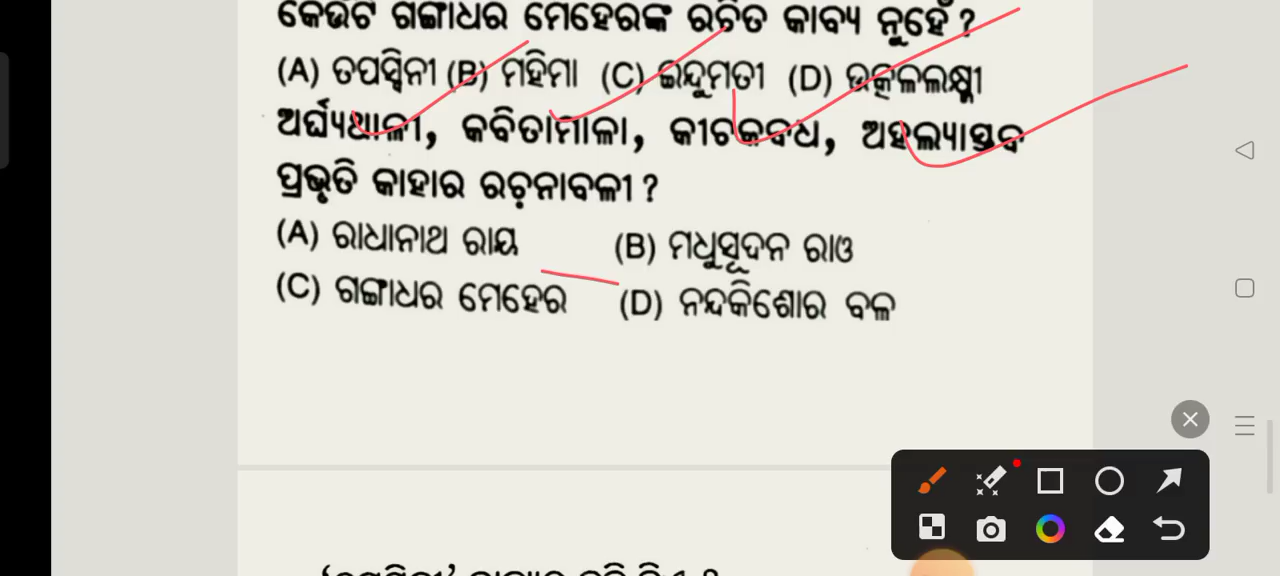 କେଉଁଟି ଗଙ୍ଗାଧର ମେହେରଙ୍କ ରଚିତ କାବ୍ୟ ନୁହେଁ ?
(A) ତପସ୍ୱିନୀ (B) ମହିମା (C) ଇନ୍ଦୁମତୀ (D) ଉତ୍କଳଲକ୍ଷ୍ମୀ
ଅର୍ଘ୍ୟଥାଳୀ, କବିତାମାଳା, କୀଚକବଧ, ଅହଲ୍ୟାସ୍ତବ
ପ୍ରଭୃତି କାହାର ରଚନାବଳୀ ?
(A) ରାଧାନାଥ ରାୟ (B) ମଧୁସୂଦନ ରାଓ
(C) ଗଙ୍ଗାଧର ମେହେର (D) ନନ୍ଦକିଶୋର ବଳ